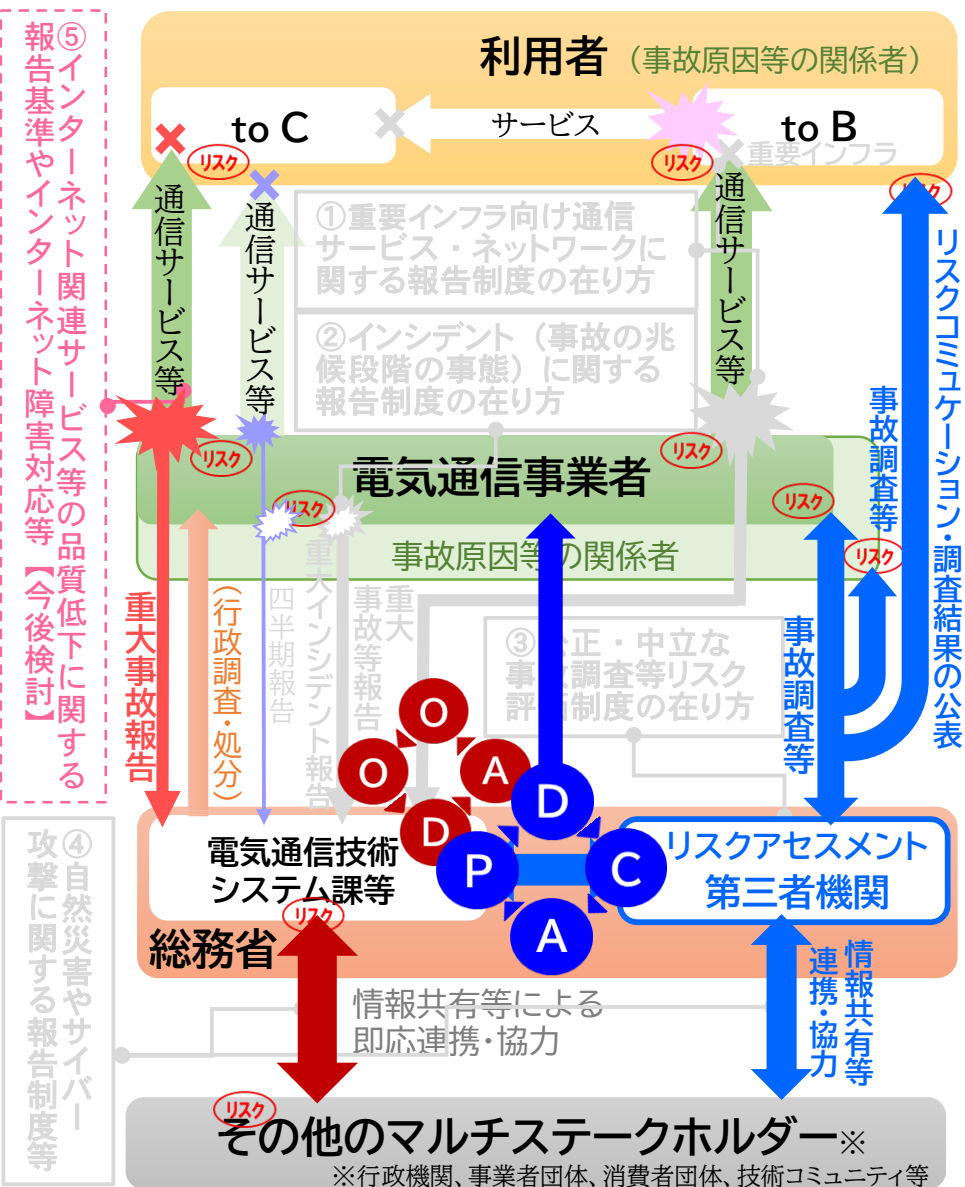 ⑤インターネット関連サービス等の品質低下に関する
報告基準やインターネット障害対応等【今後検討】
利用者（事故原因等の関係者）
to C
サービス
to B
重要インフラ
リスク
リスク
リスク
通信サービス等
通信サービス等
通信サービス等
①重要インフラ向け通信
サービス・ネットワークに
関する報告制度の在り方
②インシデント（事故の兆
候段階の事態）に関する
報告制度の在り方
リスクコミュケーション・調査結果の公表
事故調査等
リスク
リスク
電気通信事業者
リスク
リスク
事故原因等の関係者
リスク
重大事故報告
（行政調査・処分）
四半期報告
重大インシデント報告
重大
事故等報告
③公正・中立な
事故調査等リスク
評価制度の在り方
事故調査等
O
O
A
D
D
P
C
A
電気通信技術
システム課等
リスク
リスクアセスメント
第三者機関
総務省
④自然災害やサイバー
攻撃に関する報告制度等
情報共有等による
即応連携・協力
情報共有等
連携・協力
リスク
その他のマルチステークホルダー※
※行政機関、事業者団体、消費者団体、技術コミュニティ等